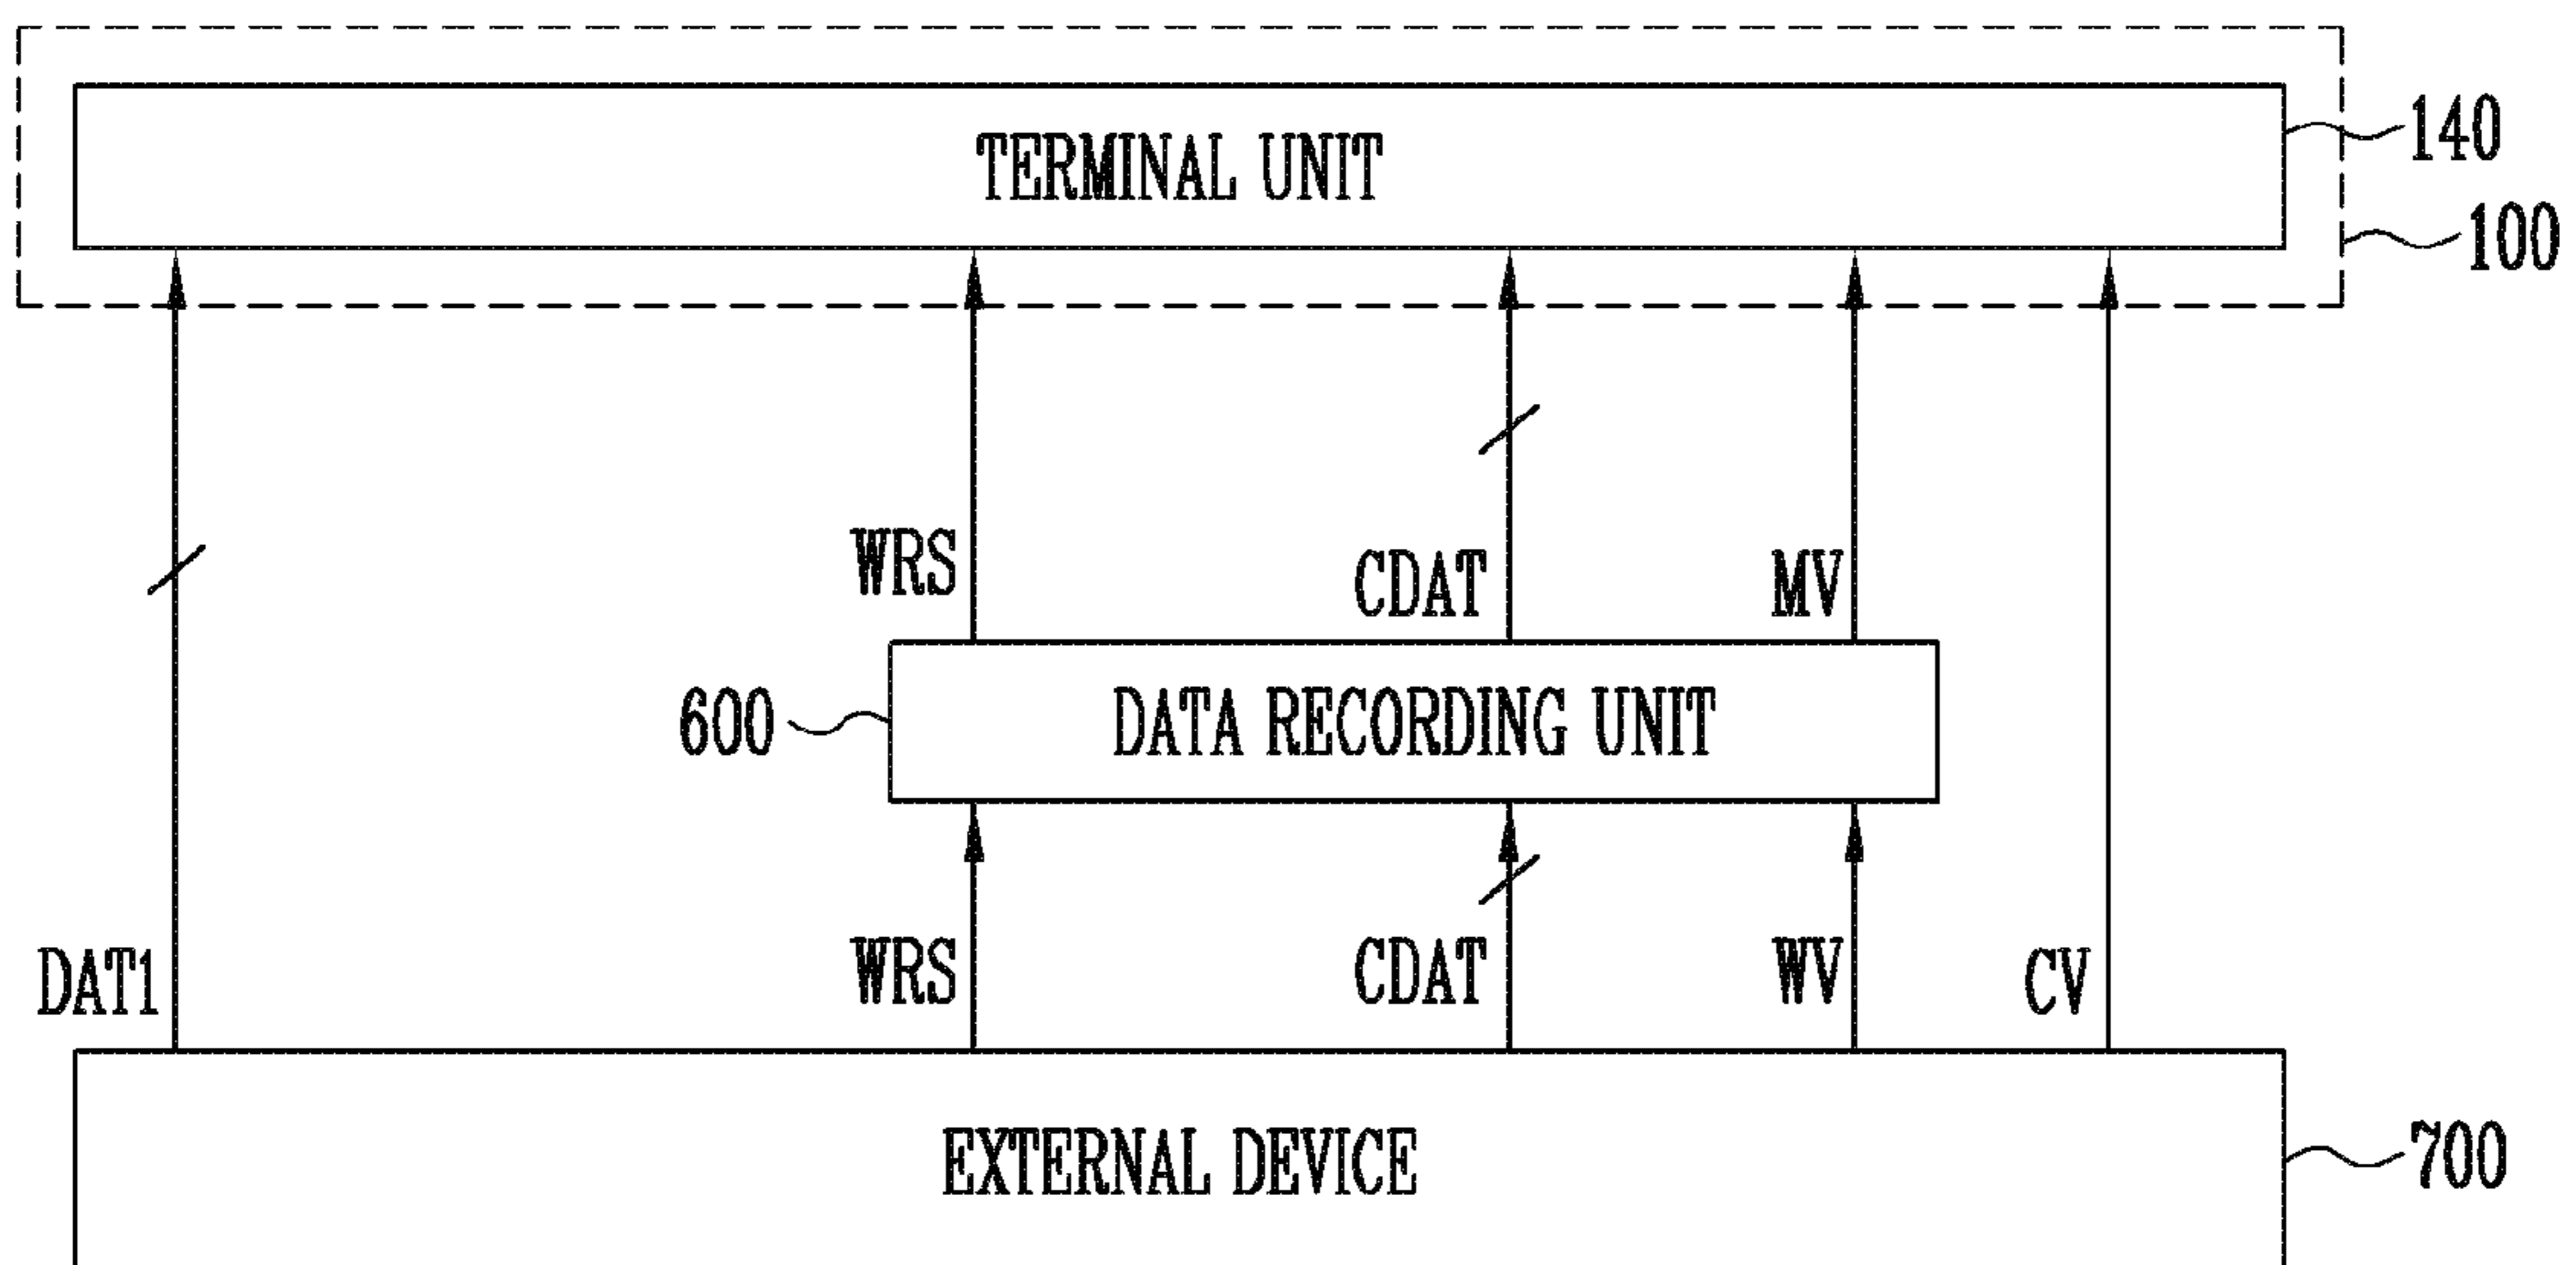 TERMINAL UNIT
140
100
WRS
CDAT
MV
600
DATA RECORDING UNIT
DAT1
WRS
CDAT
WV
CV
EXTERNAL DEVICE
700